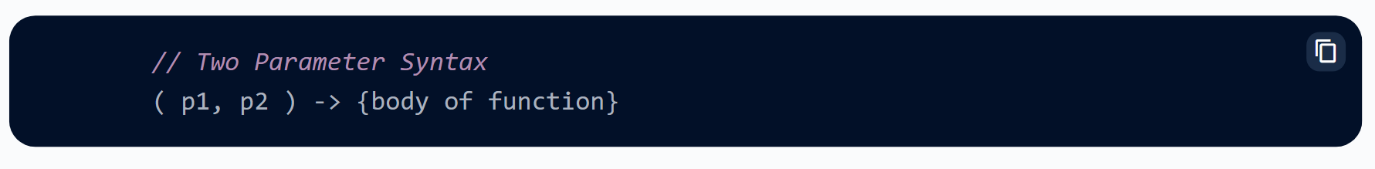 // Two Parameter Syntax
( p1, p2 ) -> {body of function}